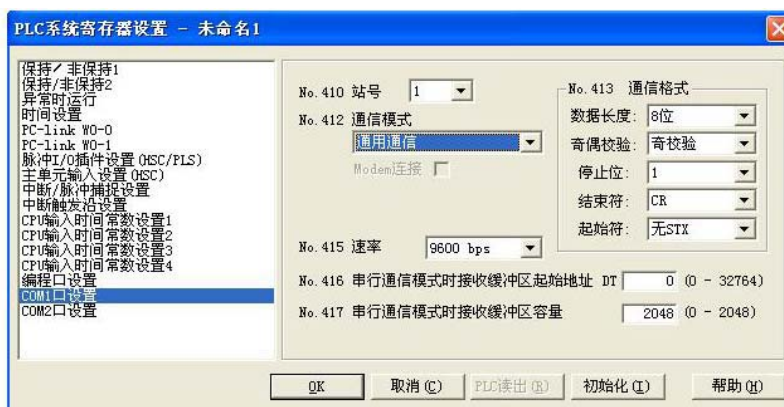 PLC系统寄存器设置 - 未命名1
保持/ 非保持1
保持/非保持2
异常时运行
时间设置
PC-link W0-0
PC-link W0-1
脉冲I/O插件设置(HSC/PLS)
主单元输入设置(HSC)
中断/脉冲捕捉设置
中断触发沿设置
CPU输入时间常数设置1
CPU输入时间常数设置2
CPU输入时间常数设置3
CPU输入时间常数设置4
编程口设置
COM1口设置
COM2口设置
No.410 站号 1
No.412 通信模式
通用通信
Modem连接
No.413 通信格式
数据长度: 8位
奇偶校验: 奇校验
停止位: 1
结束符: CR
起始符: 无STX
No.415 速率 9600 bps
No.416 串行通信模式时接收缓冲区起始地址 DT 0 (0 - 32764)
No.417 串行通信模式时接收缓冲区容量 2048 (0 - 2048)
OK 取消(C) PLC读出(R) 初始化(I) 帮助(H)